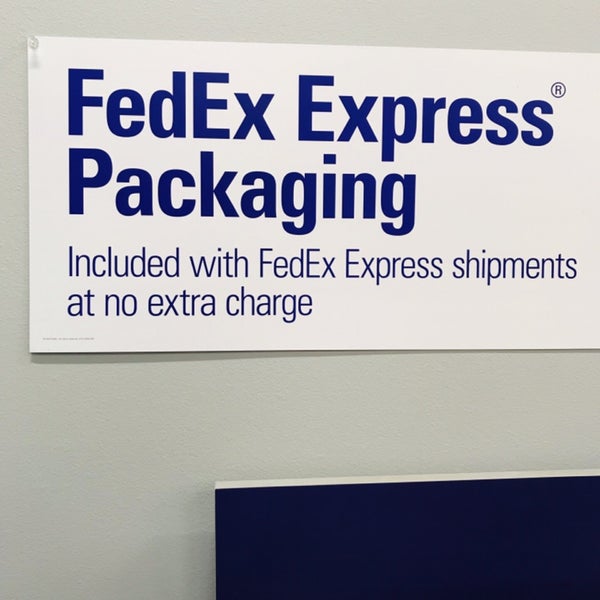 FedEx Express®
Packaging
Included with FedEx Express shipments
at no extra charge